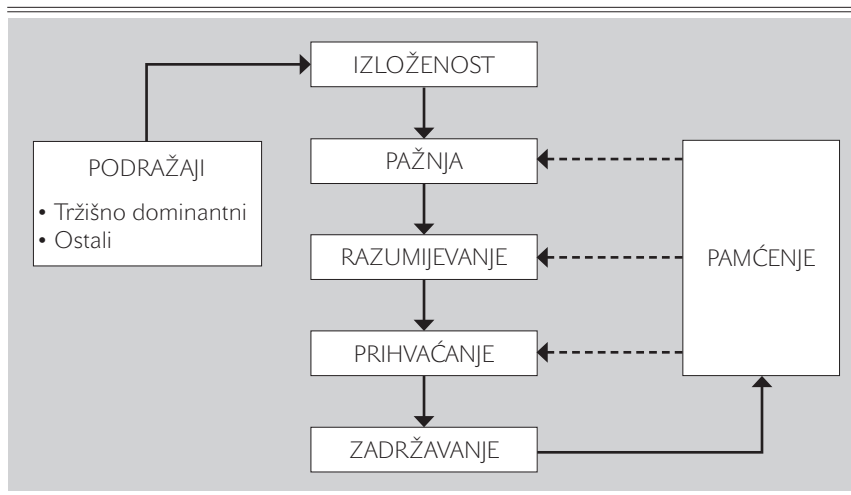 IZLOŽENOST
PODRAŽAJI
• Tržišno dominantni
• Ostali
PAŽNJA
RAZUMIJEVANJE
PRIHVAĆANJE
ZADRŽAVANJE
PAMĆENJE